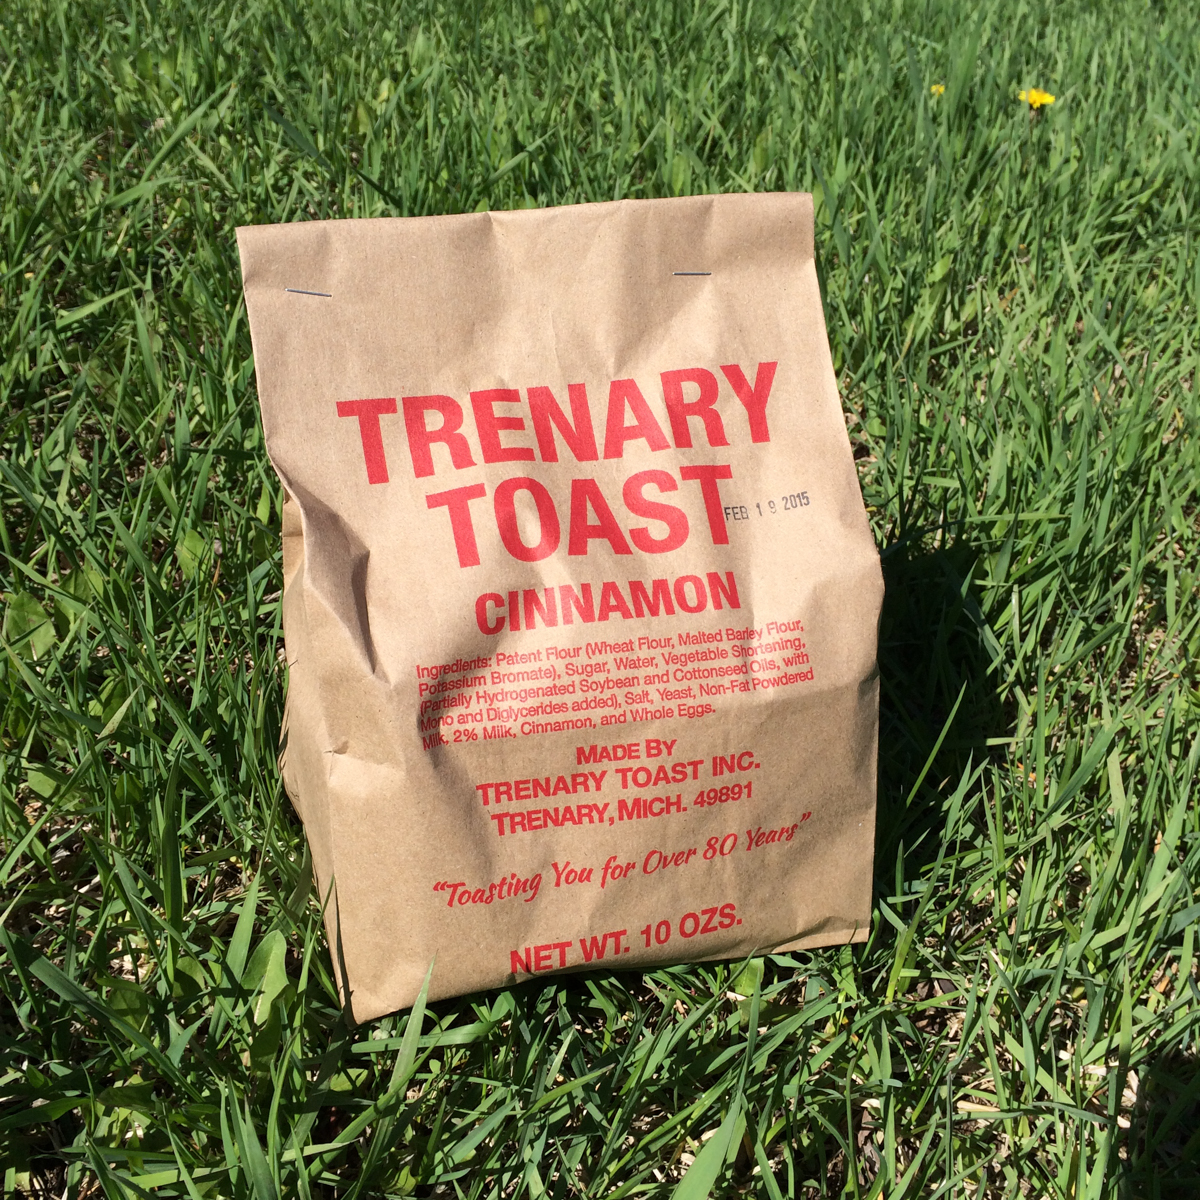 TRENARY
TOAST
FEB 19 2015
CINNAMON
Ingredients: Patent Flour (Wheat Flour, Malted Barley Flour,
Potassium Bromate), Sugar, Water, Vegetable Shortening,
(Partially Hydrogenated Soybean and Cottonseed Oils, with
Mono and Diglycerides added), Salt, Yeast, Non-Fat Powdered
Milk, 2% Milk, Cinnamon, and Whole Eggs.
MADE BY
TRENARY TOAST INC.
TRENARY, MICH. 49891
“Toasting You for Over 80 Years”
NET WT. 10 OZS.